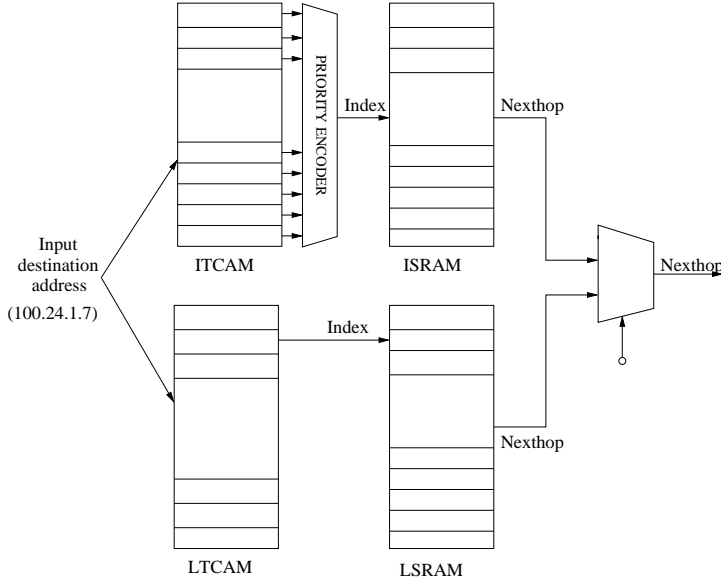 PRIORITY ENCODER
Index
Nexthop
ITCAM
ISRAM
Input
destination
address
(100.24.1.7)
Nexthop
Index
Nexthop
LTCAM
LSRAM